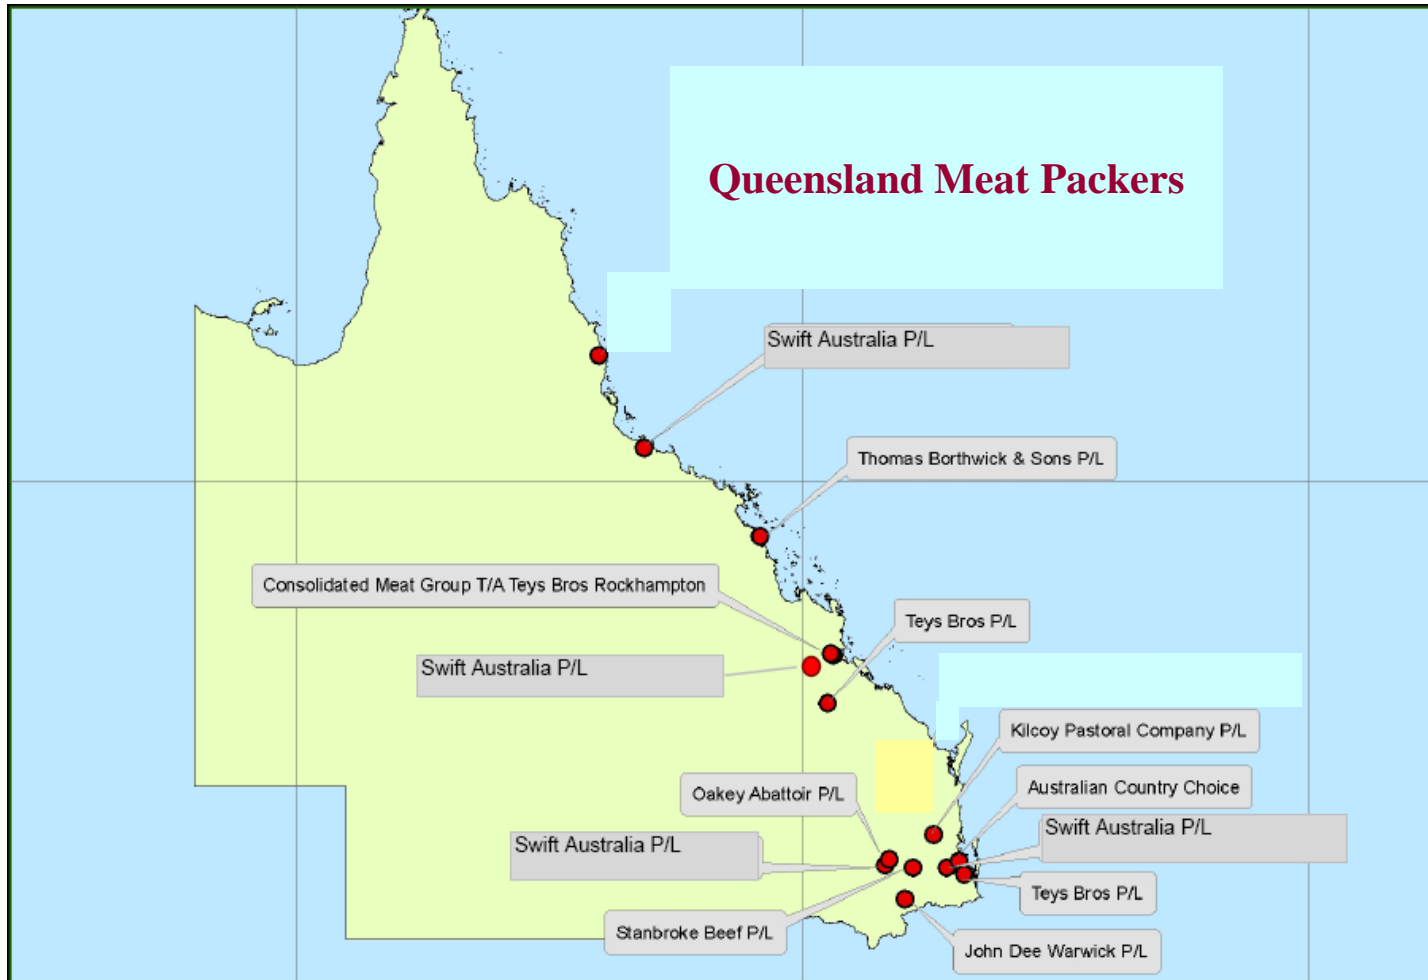 Queensland Meat Packers
Swift Australia P/L
Thomas Borthwick & Sons P/L
Consolidated Meat Group T/A Teys Bros Rockhampton
Teys Bros P/L
Swift Australia P/L
Kilcoy Pastoral Company P/L
Oakey Abattoir P/L
Australian Country Choice
Swift Australia P/L
Swift Australia P/L
Teys Bros P/L
Stanbroke Beef P/L
John Dee Warwick P/L